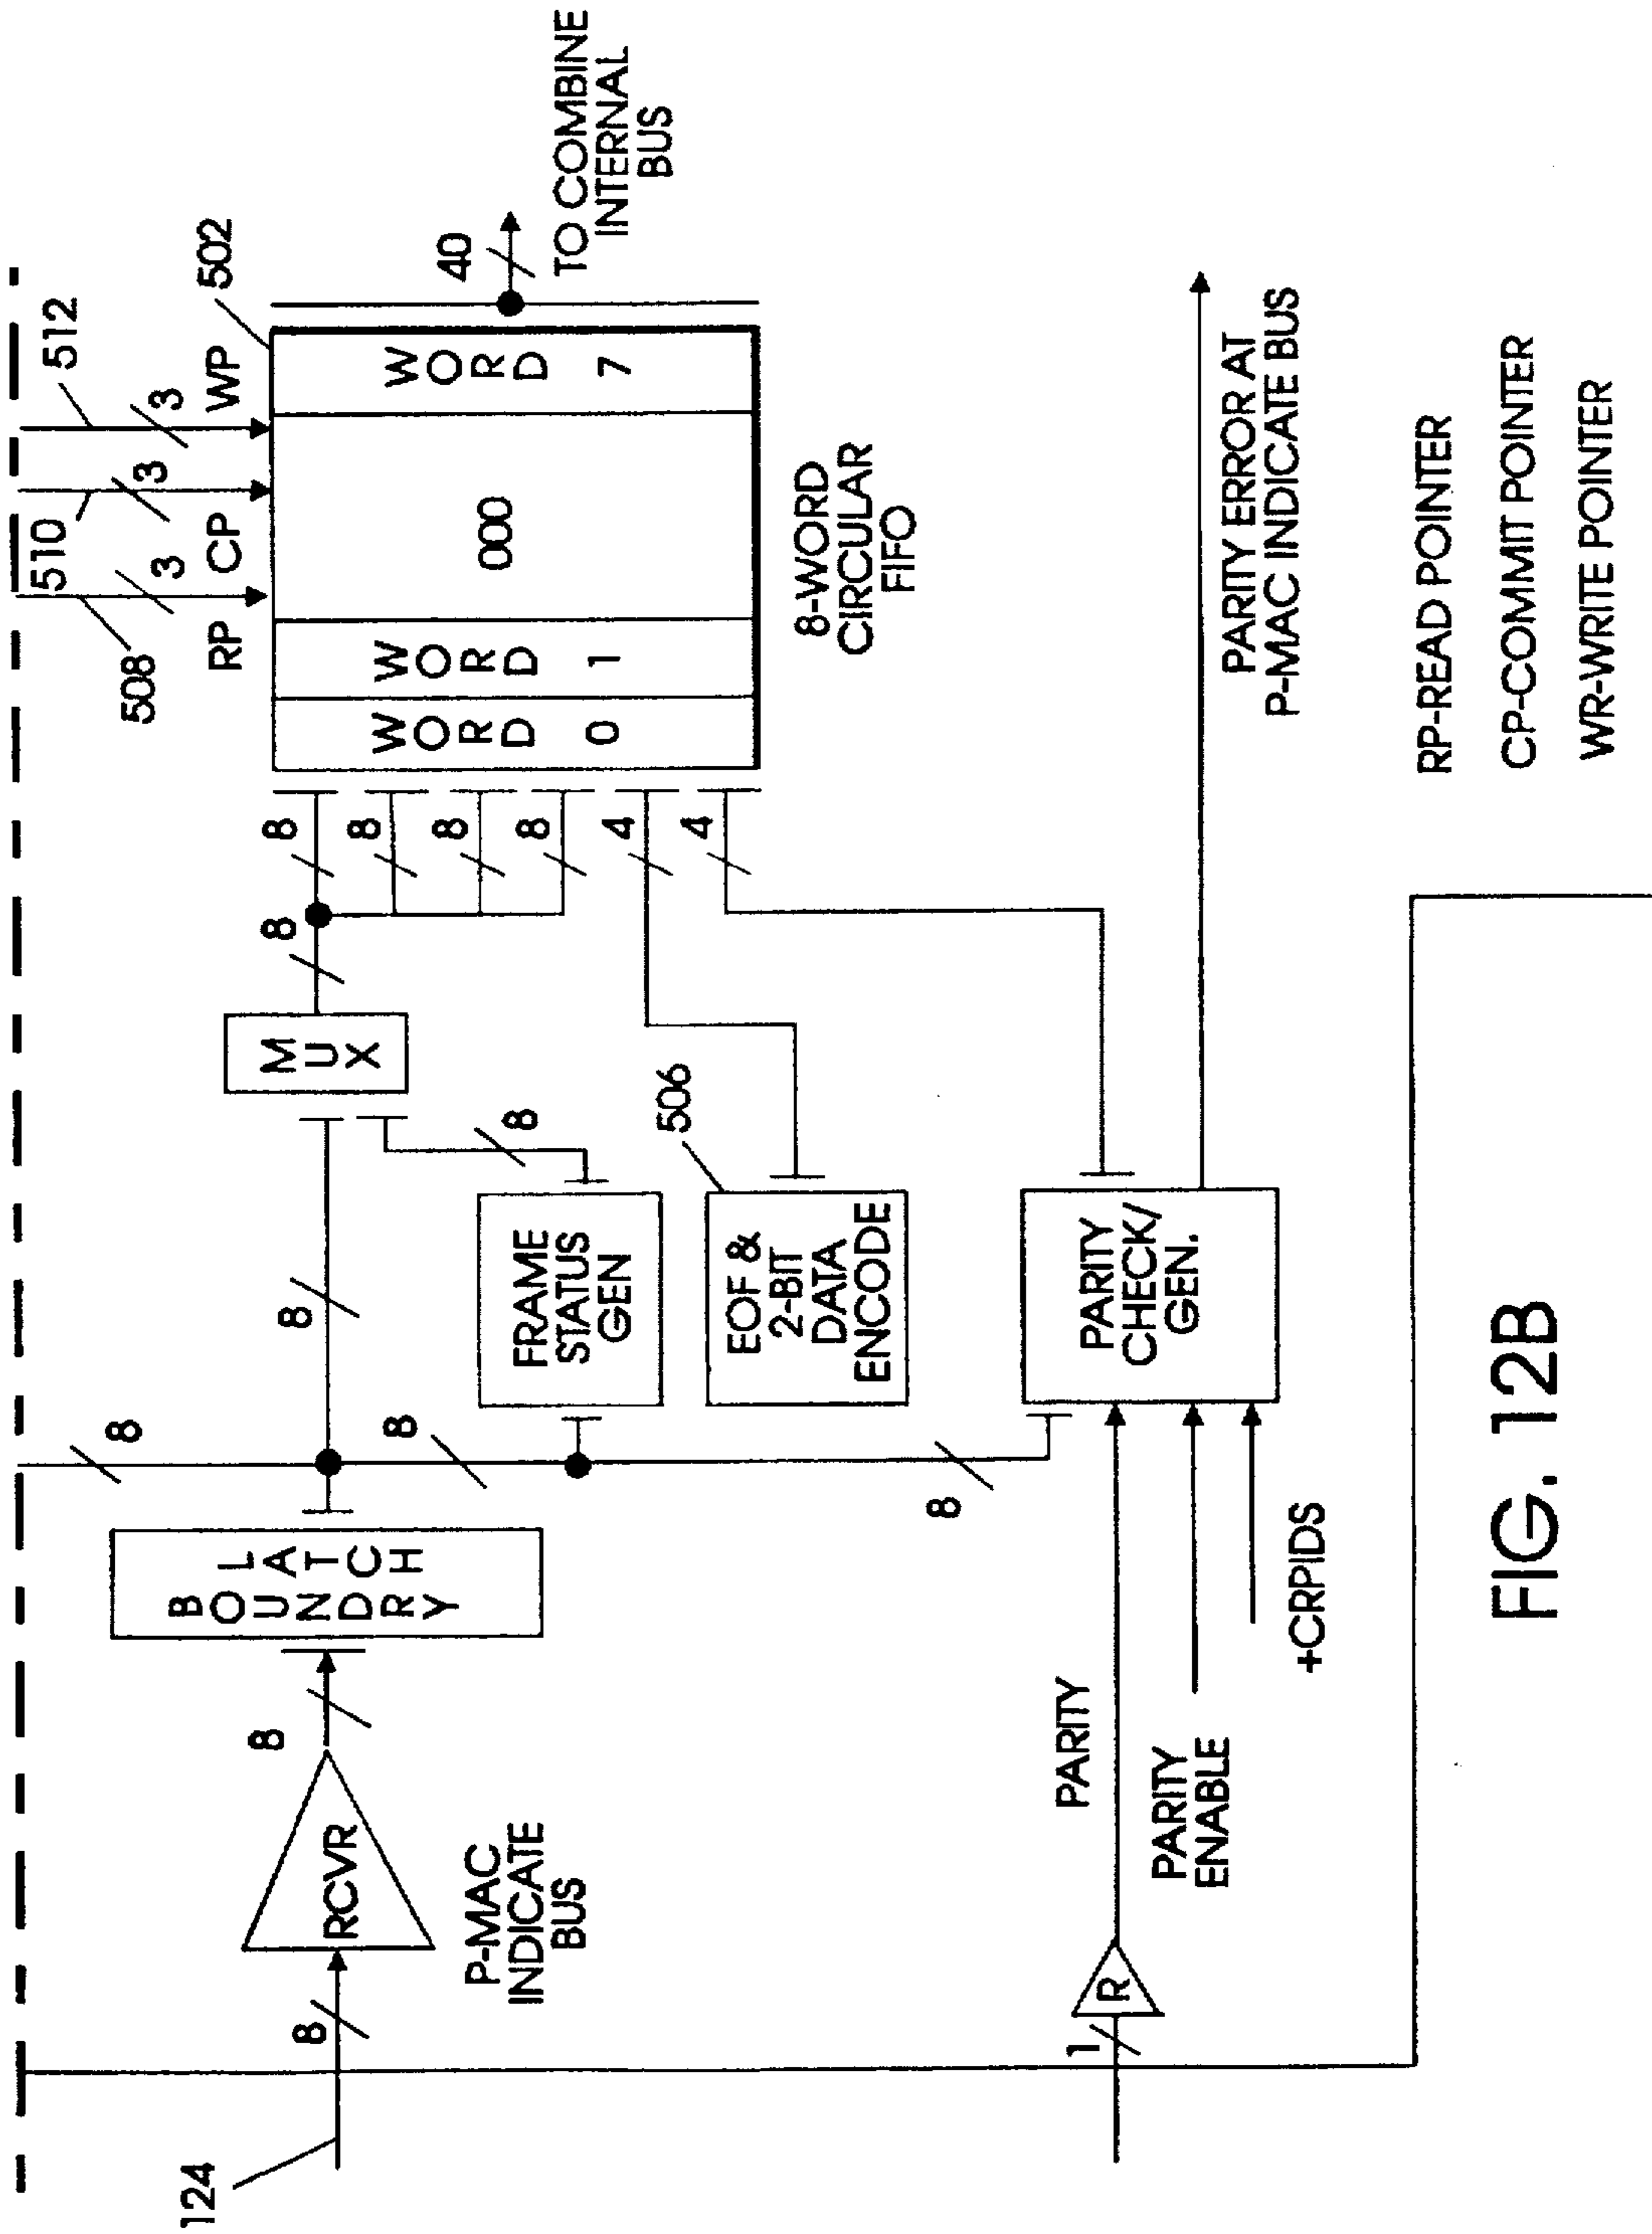 512
510
508
3
3
3
RP
CP
WP
502
124
8
RCVR
8
P-MAC
INDICATE
BUS
BOUNDRY
LATCH
8
8
8
8
MUX
8
8
8
8
8
4
4
8
FRAME
STATUS
GEN
506
EOF &
2-BIT
DATA
ENCODE
WORD 0
WORD 1
000
WORD 7
8-WORD
CIRCULAR
FIFO
40
TO COMBINE
INTERNAL
BUS
1
R
PARITY
PARITY
ENABLE
+CRPIDS
PARITY
CHECK/
GEN.
PARITY ERROR AT
P-MAC INDICATE BUS
RP-READ POINTER
CP-COMMIT POINTER
WR-WRITE POINTER
FIG. 12B